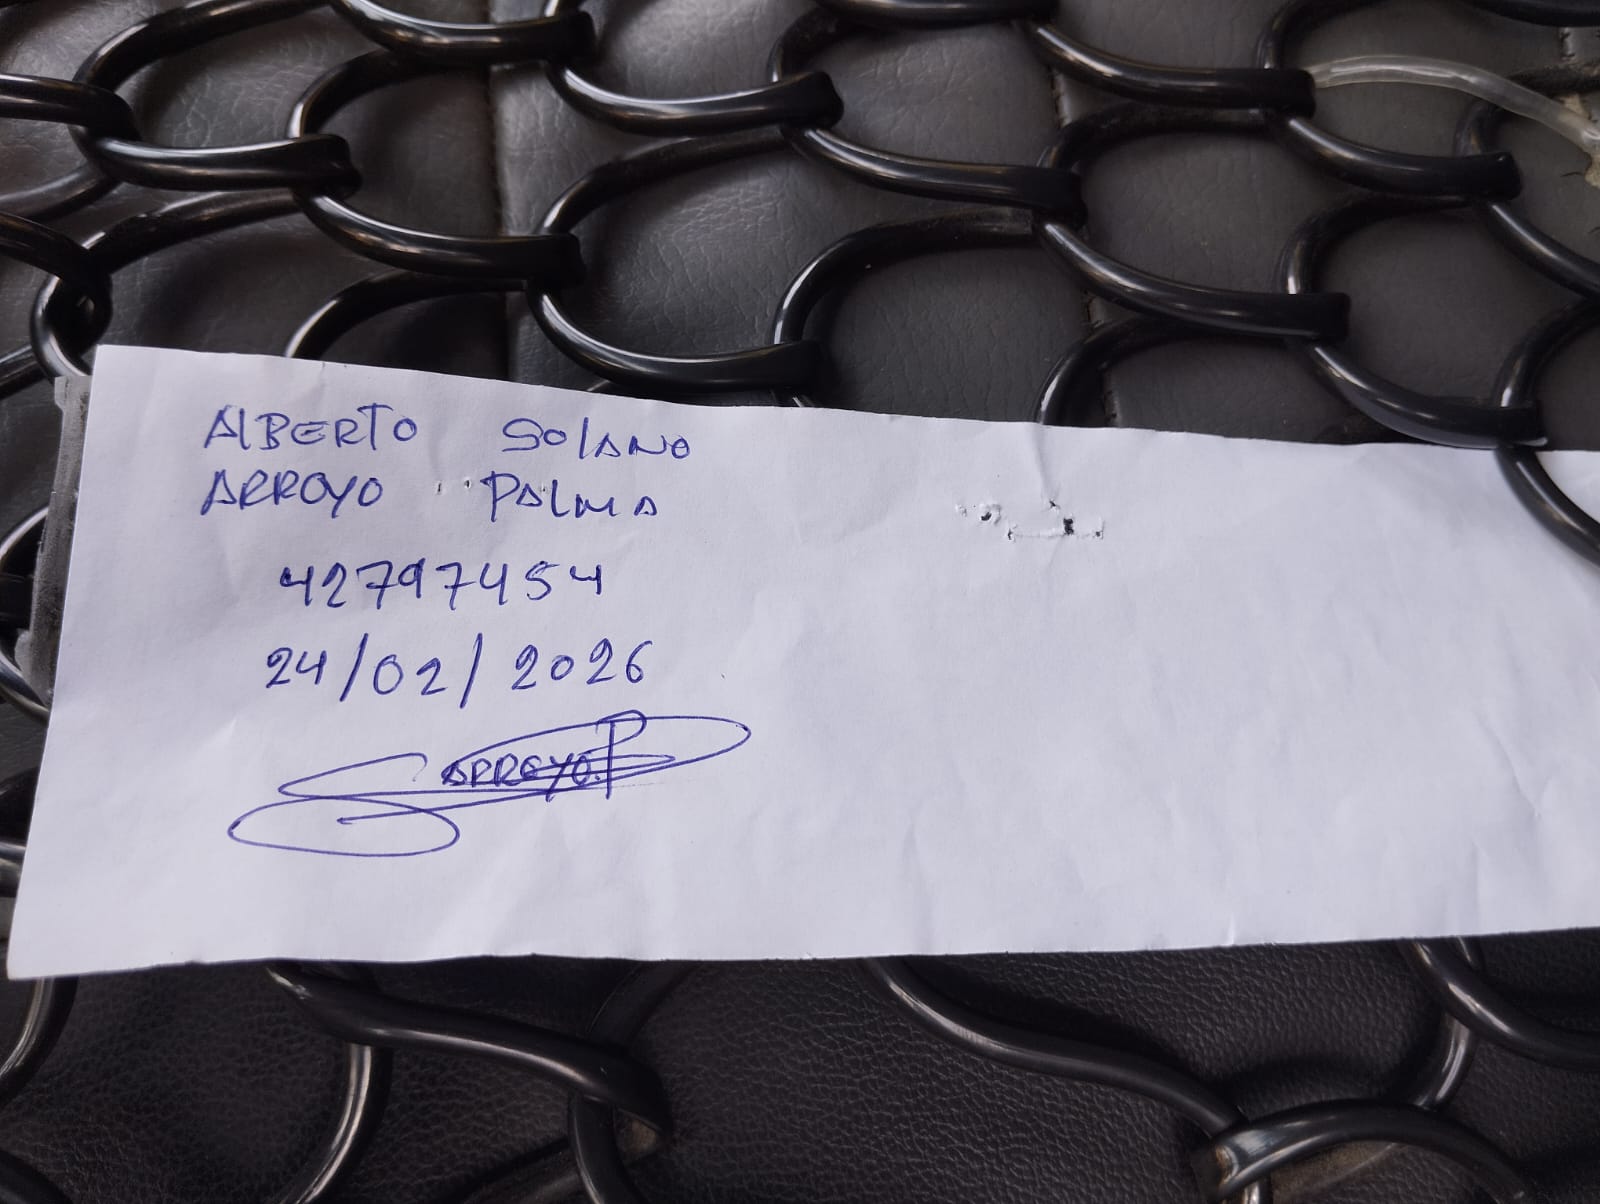 ALBERTO SOLANO
ARROYO PALMA
42797454
24/02/2026
ARROYO.P